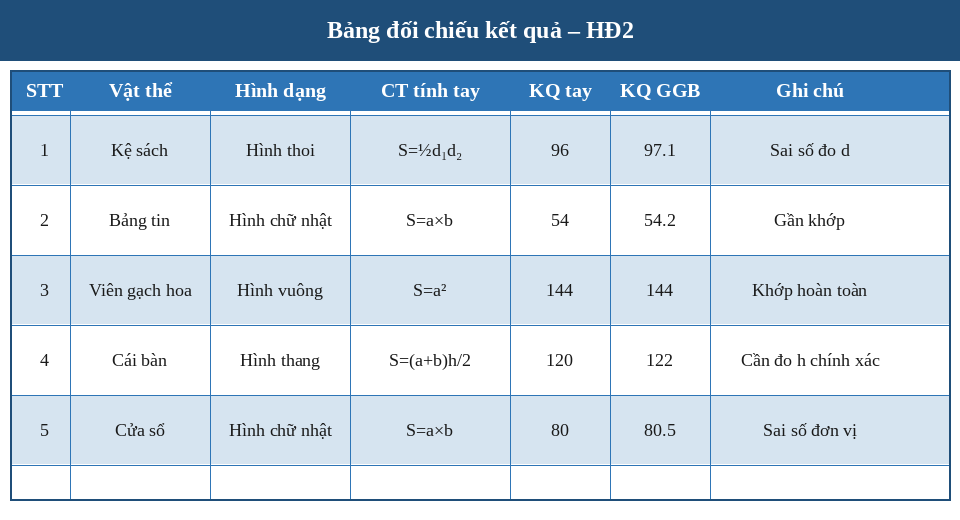 Bảng đối chiếu kết quả – HĐ2
STT Vật thể Hình dạng CT tính tay KQ tay KQ GGB Ghi chú
1 Kệ sách Hình thoi S=½d₁d₂ 96 97.1 Sai số đo d
2 Bảng tin Hình chữ nhật S=a×b 54 54.2 Gần khớp
3 Viên gạch hoa Hình vuông S=a² 144 144 Khớp hoàn toàn
4 Cái bàn Hình thang S=(a+b)h/2 120 122 Cần đo h chính xác
5 Cửa sổ Hình chữ nhật S=a×b 80 80.5 Sai số đơn vị